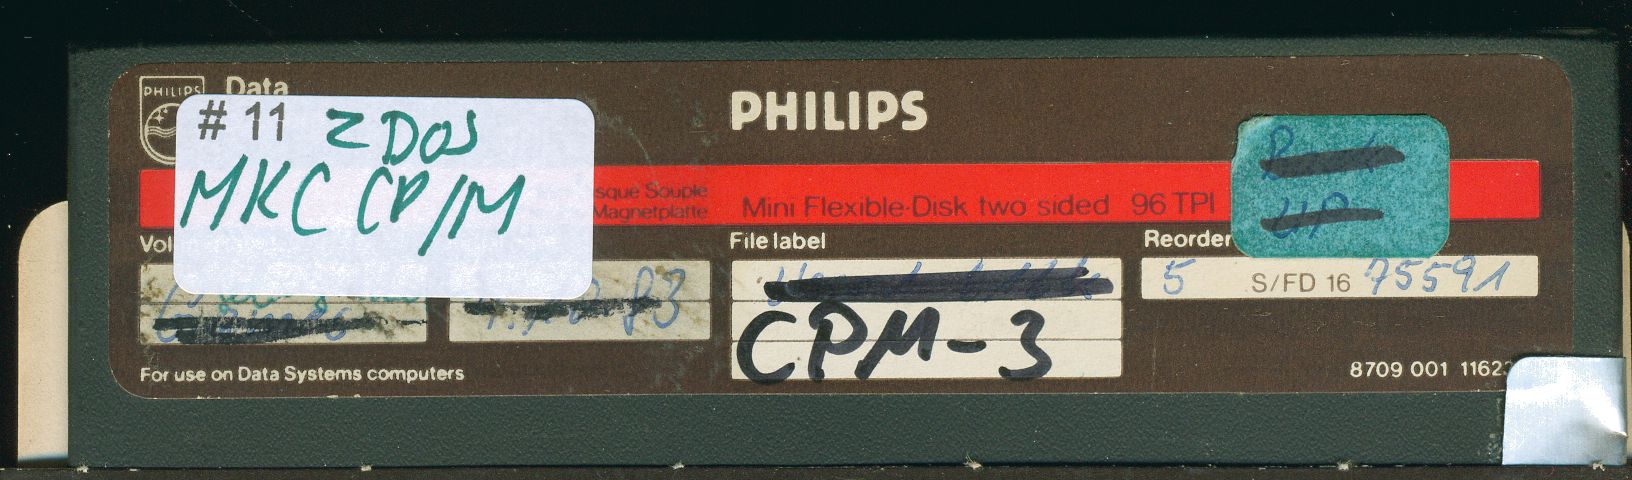 PHILIPS
Data
# 11 ZDOS
MKC CP/M
PHILIPS
sque Souple
Magnetplatte
Mini Flexible-Disk two sided 96 TPI
Vol
File label
Reorder
83
CPM-3
5 S/FD 16 75591
For use on Data Systems computers
8709 001 1162